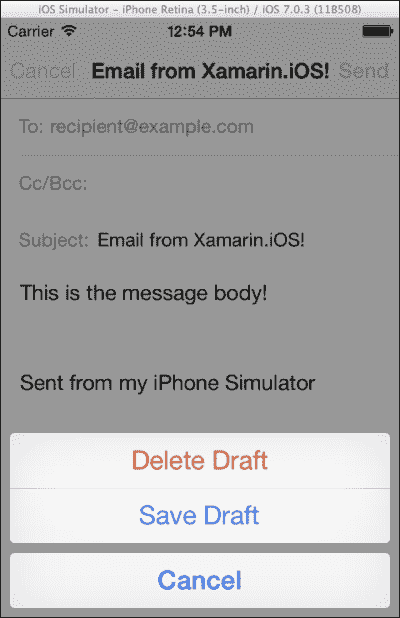 iOS Simulator - iPhone Retina (3.5-inch) / iOS 7.0.3 (11B508)
Carrier 12:54 PM
Cancel Email from Xamarin.iOS! Send
To: recipient@example.com
Cc/Bcc:
Subject: Email from Xamarin.iOS!
This is the message body!
Sent from my iPhone Simulator
Delete Draft
Save Draft
Cancel